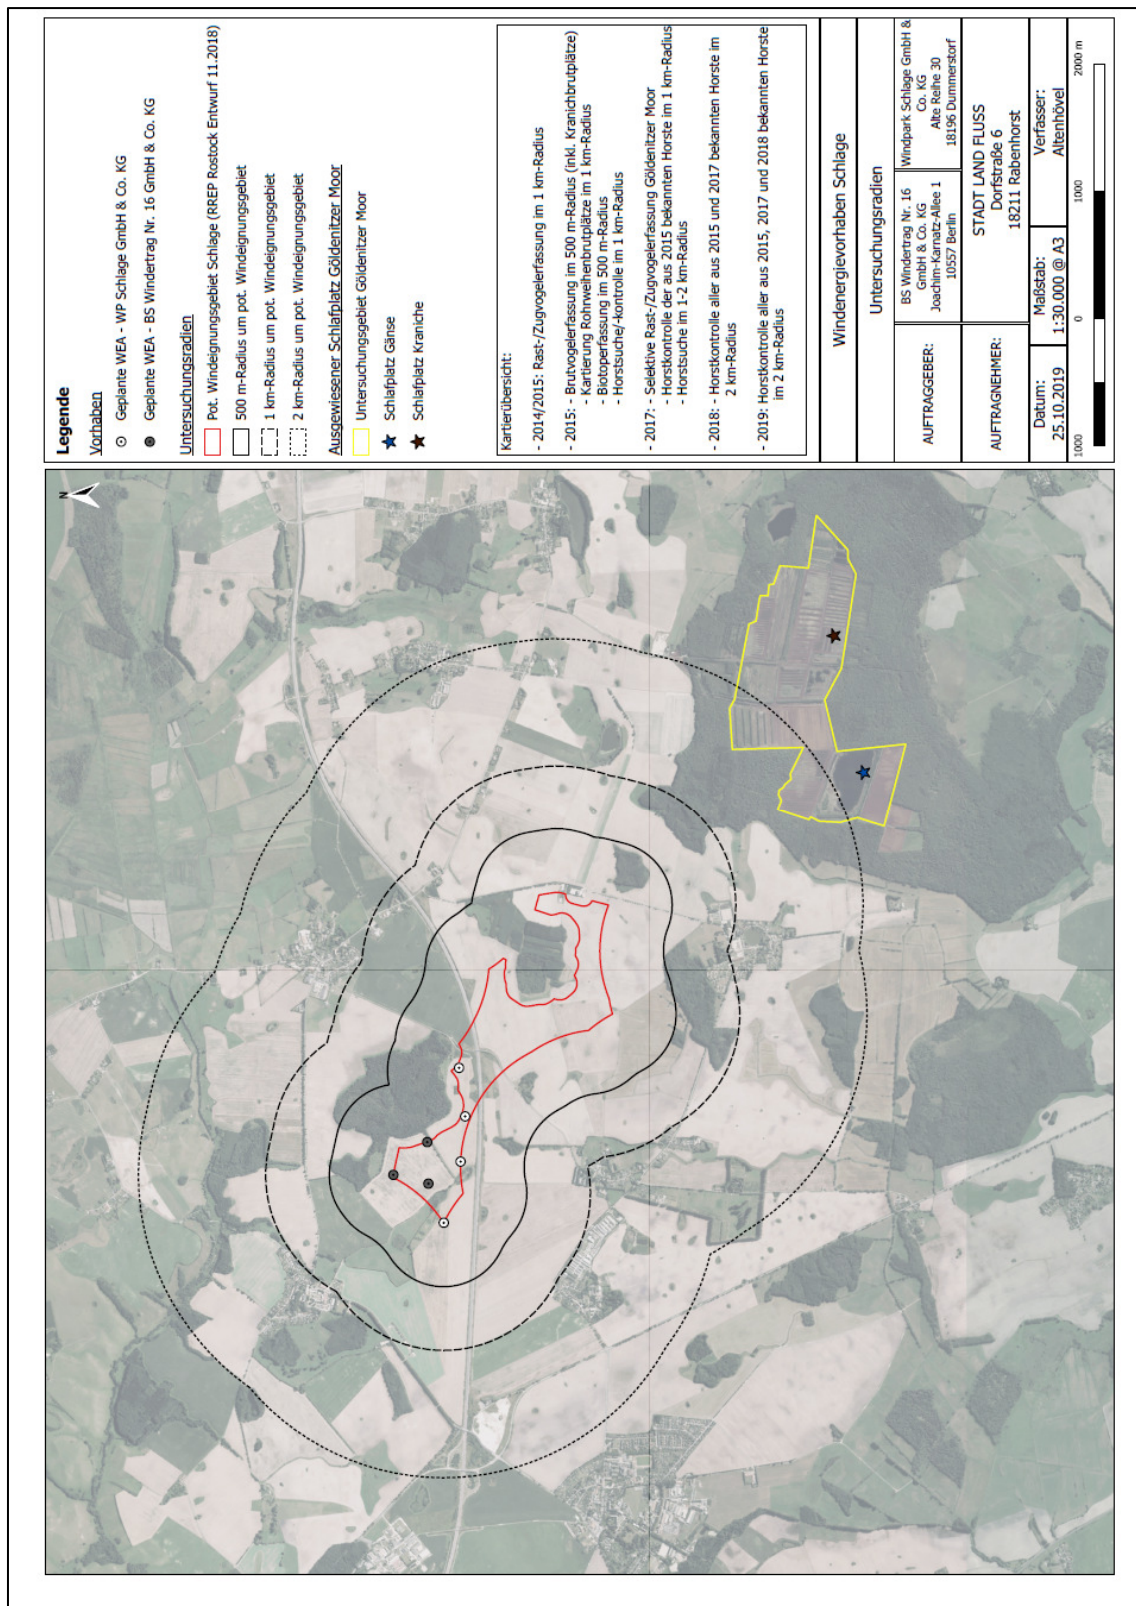 N
Legende
Vorhaben
Geplante WEA - WP Schlage GmbH & Co. KG
Geplante WEA - BS Windertrag Nr. 16 GmbH & Co. KG
Untersuchungsradien
Pot. Windeignungsgebiet Schlage (RREP Rostock Entwurf 11.2018)
500 m-Radius um pot. Windeignungsgebiet
1 km-Radius um pot. Windeignungsgebiet
2 km-Radius um pot. Windeignungsgebiet
Ausgewiesener Schlafplatz Göldenitzer Moor
Untersuchungsgebiet Göldenitzer Moor
Schlafplatz Gänse
Schlafplatz Kraniche
Kartierübersicht:
- 2014/2015: Rast-/Zugvogelerfassung im 1 km-Radius
- 2015: - Brutvogelerfassung im 500 m-Radius (inkl. Kranichbrutplätze)
- Kartierung Rohrweihenbrutplätze im 1 km-Radius
- Biotoperfassung im 500 m-Radius
- Horstsuche/-kontrolle im 1 km-Radius
- 2017: - Selektive Rast-/Zugvogelerfassung Göldenitzer Moor
- Horstkontrolle der aus 2015 bekannten Horste im 1 km-Radius
- Horstsuche im 1-2 km-Radius
- 2018: - Horstkontrolle aller aus 2015 und 2017 bekannten Horste im
2 km-Radius
- 2019: Horstkontrolle aller aus 2015, 2017 und 2018 bekannten Horste
im 2 km-Radius
Windenergievorhaben Schlage
Untersuchungsradien
AUFTRAGGEBER:
BS Windertrag Nr. 16
GmbH & Co. KG
Joachim-Karnatz-Allee 1
10557 Berlin
Windpark Schlage GmbH &
Co. KG
Alte Reihe 30
18196 Dummerstorf
AUFTRAGNEHMER:
STADT LAND FLUSS
Dorfstraße 6
18211 Rabenhorst
Datum:
25.10.2019
Maßstab:
1:30.000 @ A3
Verfasser:
Altenhövel
1000
0
1000
2000 m